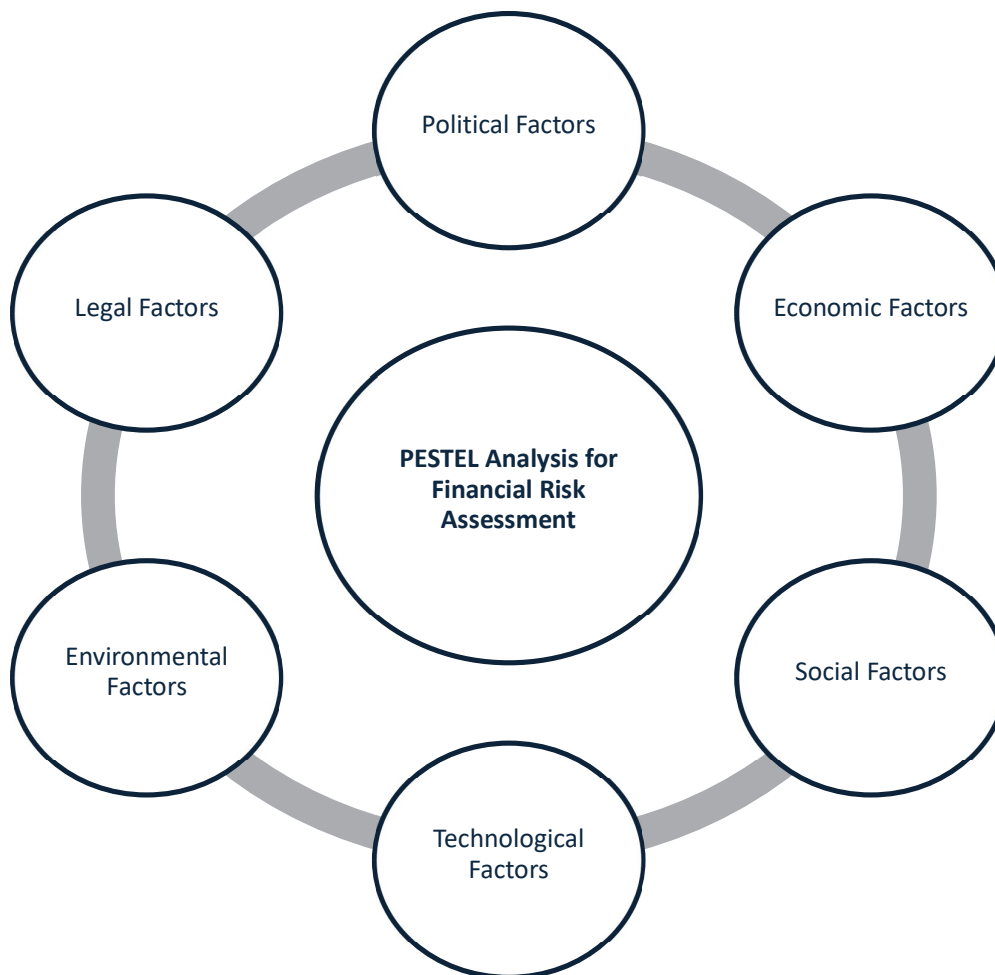 Political Factors
Economic Factors
Social Factors
Technological
Factors
Environmental
Factors
Legal Factors
PESTEL Analysis for
Financial Risk
Assessment